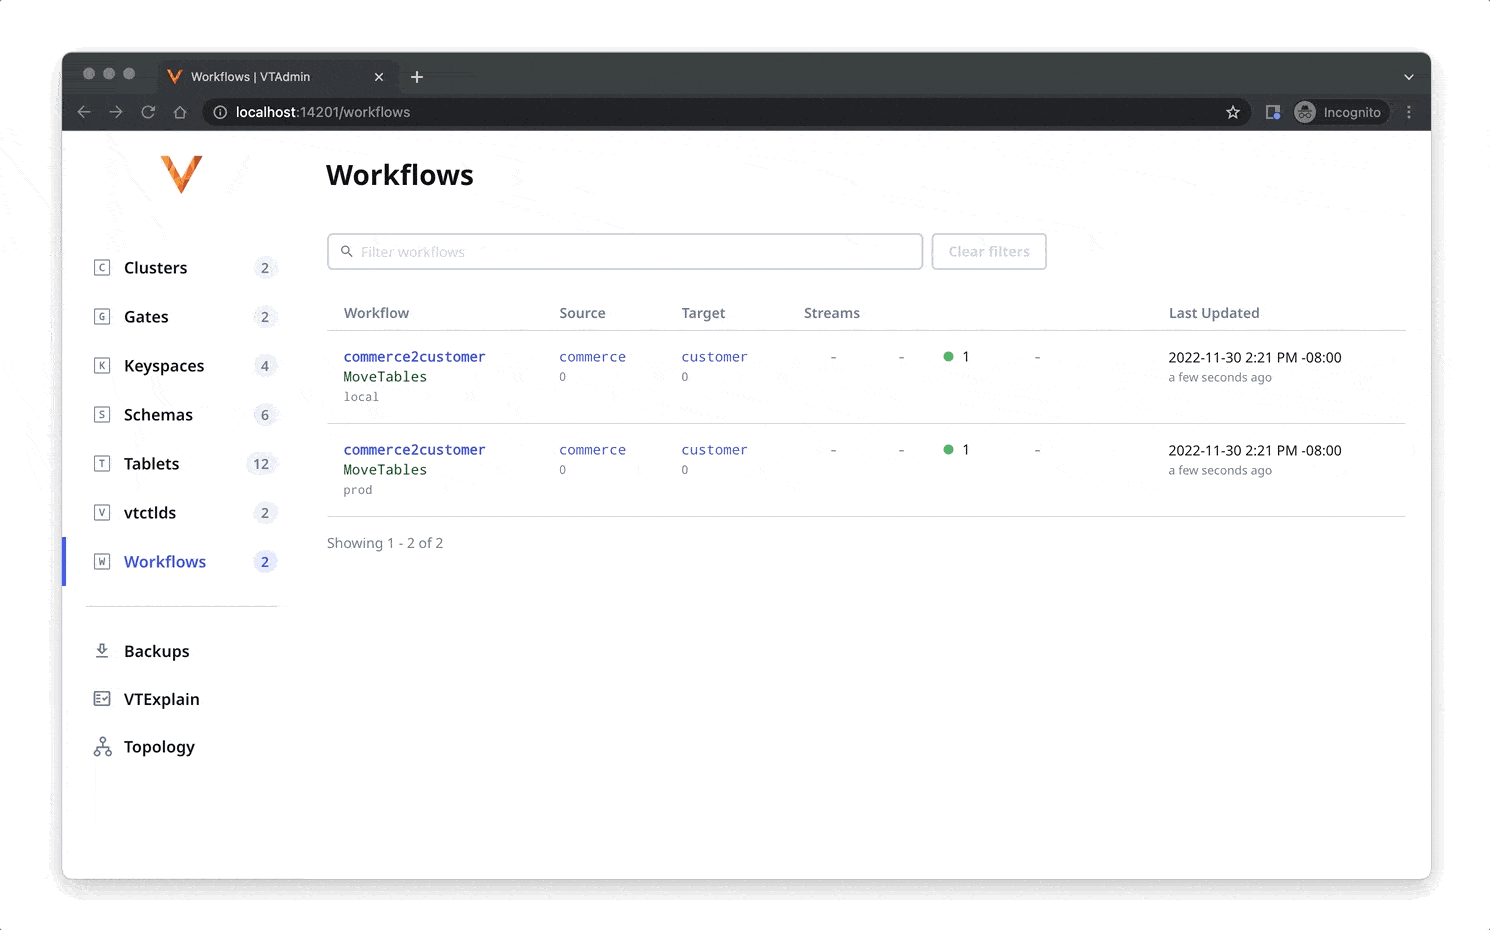 Workflows | VTAdmin
localhost:14201/workflows
Incognito
Workflows
Filter workflows
Clear filters
C Clusters 2
G Gates 2
K Keyspaces 4
S Schemas 6
T Tablets 12
V vtctlds 2
W Workflows 2
Backups
VTExplain
Topology
Workflow Source Target Streams Last Updated
commerce2customer commerce customer - - 1 - 2022-11-30 2:21 PM -08:00
MoveTables 0 0 a few seconds ago
local
commerce2customer commerce customer - - 1 - 2022-11-30 2:21 PM -08:00
MoveTables 0 0 a few seconds ago
prod
Showing 1 - 2 of 2